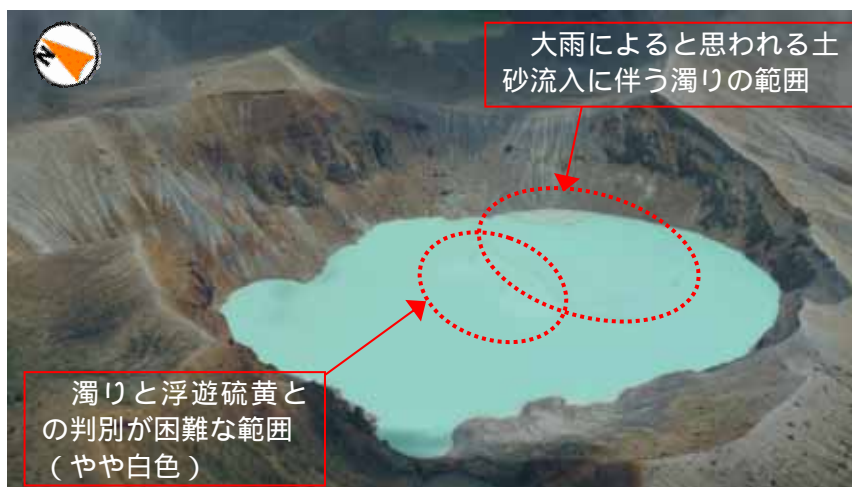 N
大雨によると思われる土
砂流入に伴う濁りの範囲
濁りと浮遊硫黄と
の判別が困難な範囲
(やや白色)